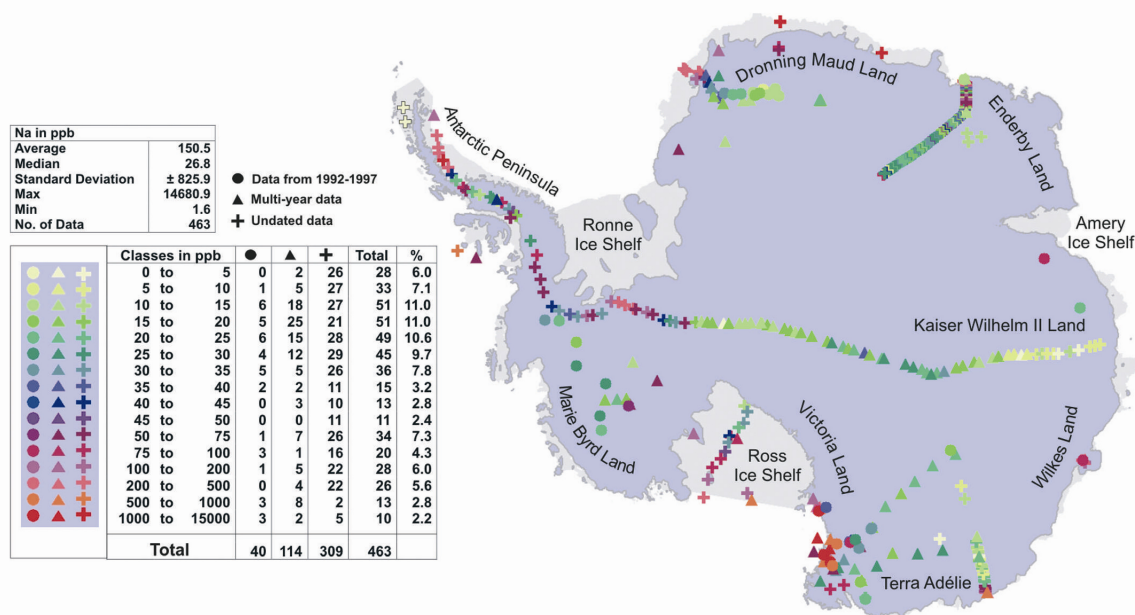 Na in ppb
Average 150.5
Median 26.8
Standard Deviation ± 825.9
Max 14680.9
Min 1.6
No. of Data 463
Data from 1992-1997
Multi-year data
Undated data
Classes in ppb Total %
0 to 5 0 2 26 28 6.0
5 to 10 1 5 27 33 7.1
10 to 15 6 18 27 51 11.0
15 to 20 5 25 21 51 11.0
20 to 25 6 15 28 49 10.6
25 to 30 4 12 29 45 9.7
30 to 35 5 5 26 36 7.8
35 to 40 2 2 11 15 3.2
40 to 45 0 3 10 13 2.8
45 to 50 0 0 11 11 2.4
50 to 75 1 7 26 34 7.3
75 to 100 3 1 16 20 4.3
100 to 200 1 5 22 28 6.0
200 to 500 0 4 22 26 5.6
500 to 1000 3 8 2 13 2.8
1000 to 15000 3 2 5 10 2.2
Total 40 114 309 463
Antarctic Peninsula
Ronne
Ice Shelf
Dronning Maud Land
Enderby Land
Amery
Ice Shelf
Kaiser Wilhelm II Land
Marie Byrd Land
Ross
Ice Shelf
Victoria Land
Wilkes Land
Terra Adélie